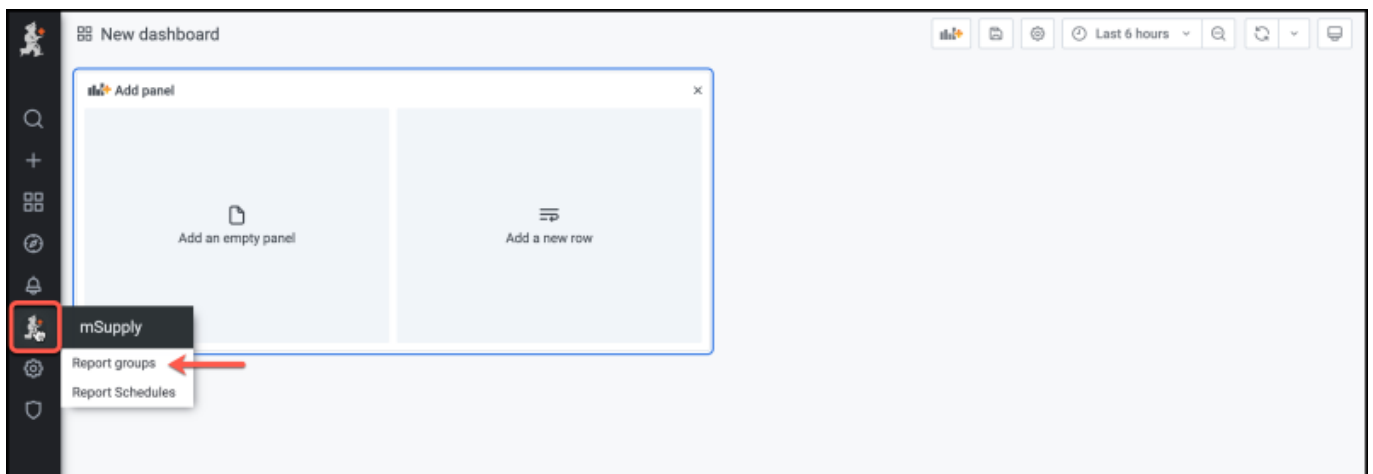 New dashboard
Last 6 hours
Add panel
Add an empty panel
Add a new row
mSupply
Report groups
Report Schedules